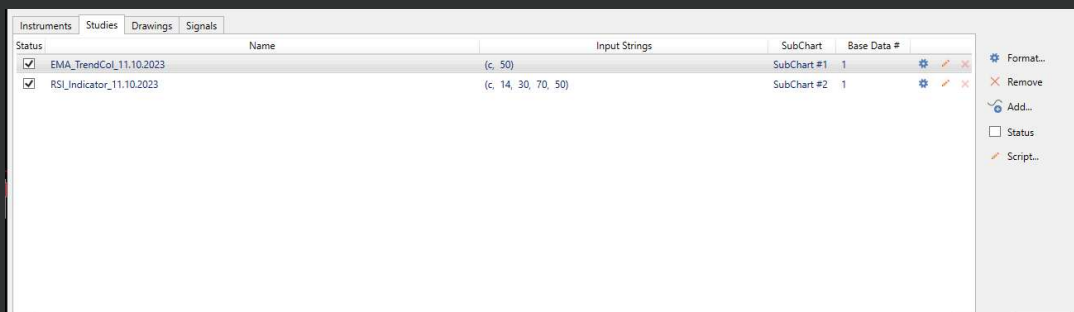 Instruments Studies Drawings Signals
Status Name Input Strings SubChart Base Data #
EMA_TrendCol_11.10.2023 (c, 50) SubChart #1 1
RSI_Indicator_11.10.2023 (c, 14, 30, 70, 50) SubChart #2 1
Format...
Remove
Add...
Status
Script...